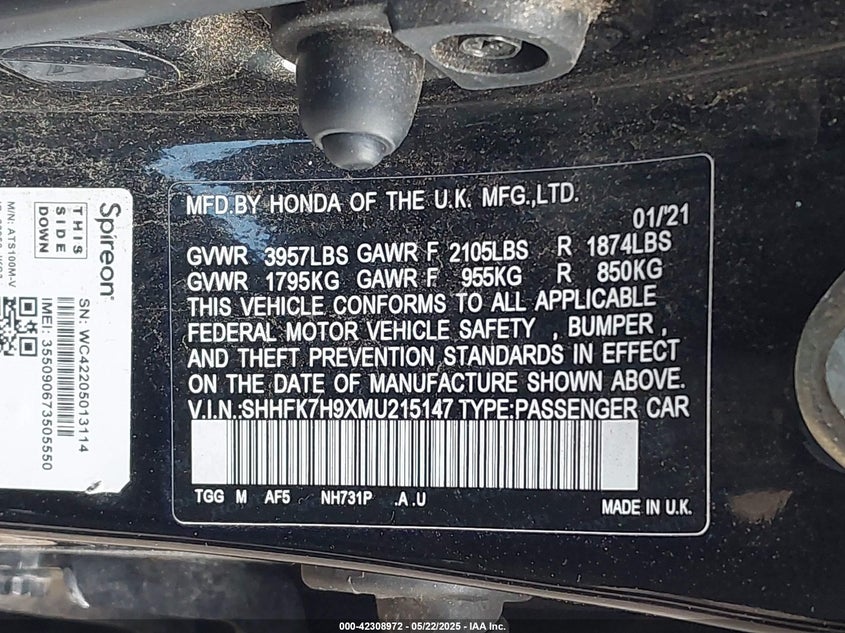 MFD.BY HONDA OF THE U.K. MFG.,LTD.
01/'21
GVWR 3957LBS GAWR F 2105LBS R 1874LBS
GVWR 1795KG GAWR F 955KG R 850KG
THIS VEHICLE CONFORMS TO ALL APPLICABLE
FEDERAL MOTOR VEHICLE SAFETY , BUMPER ,
AND THEFT PREVENTION STANDARDS IN EFFECT
ON THE DATE OF MANUFACTURE SHOWN ABOVE.
V.I.N.:SHHFK7H9XMU215147 TYPE:PASSENGER CAR
TGG M AF5 NH731P .A .U
MADE IN U.K.
Spireon
THIS
SIDE
DOWN
M/N: ATS100M-V
SN: WC42205013114
IMEI: 355090673505550
000-42308972 - 05/22/2025 - IAA Inc.